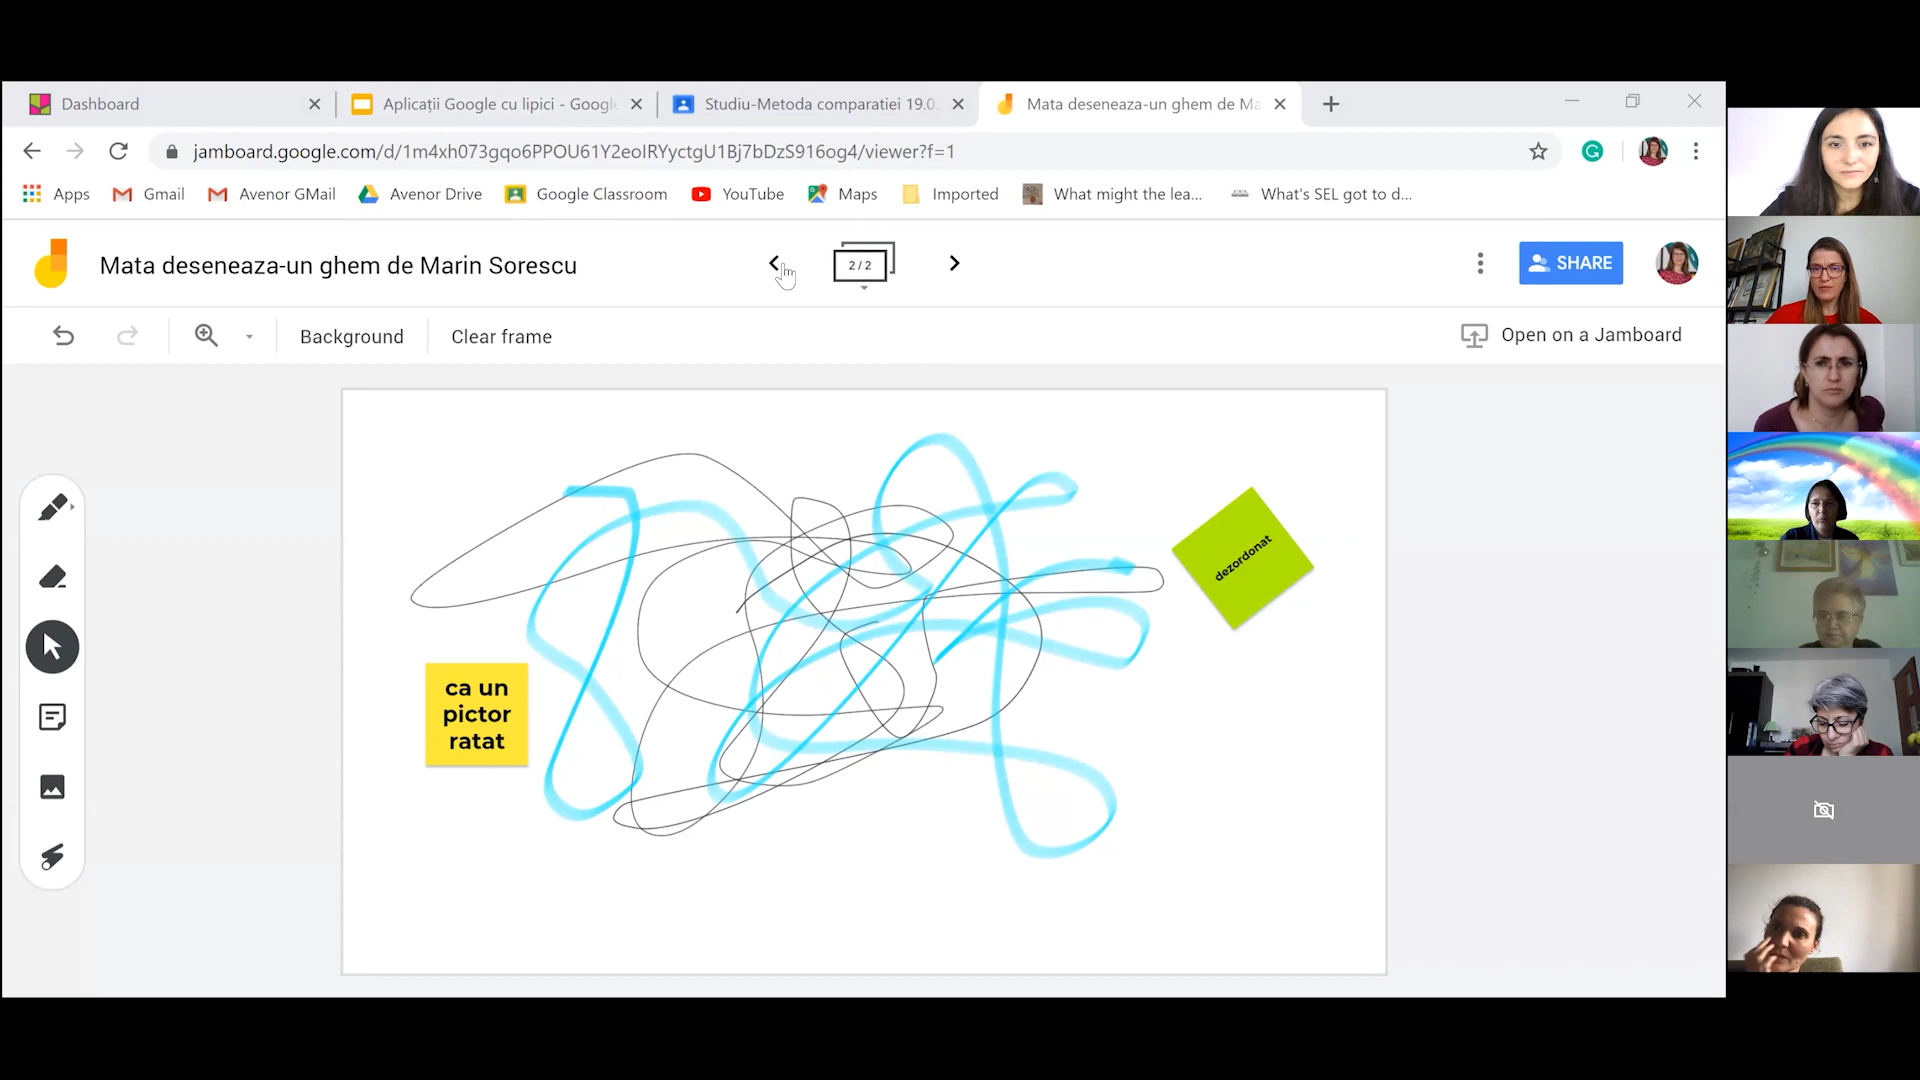 Dashboard
Aplicații Google cu lipici - Google
Studiu-Metoda comparatiei 19.0
Mata deseneaza-un ghem de Ma
jamboard.google.com/d/1m4xh073gqo6PPOU61Y2eoIRYyctgU1Bj7bDzS916og4/viewer?f=1
Apps
Gmail
Avenor GMail
Avenor Drive
Google Classroom
YouTube
Maps
Imported
What might the lea...
What's SEL got to d...
Mata deseneaza-un ghem de Marin Sorescu
2 / 2
SHARE
Background
Clear frame
Open on a Jamboard
dezordonat
ca un
pictor
ratat